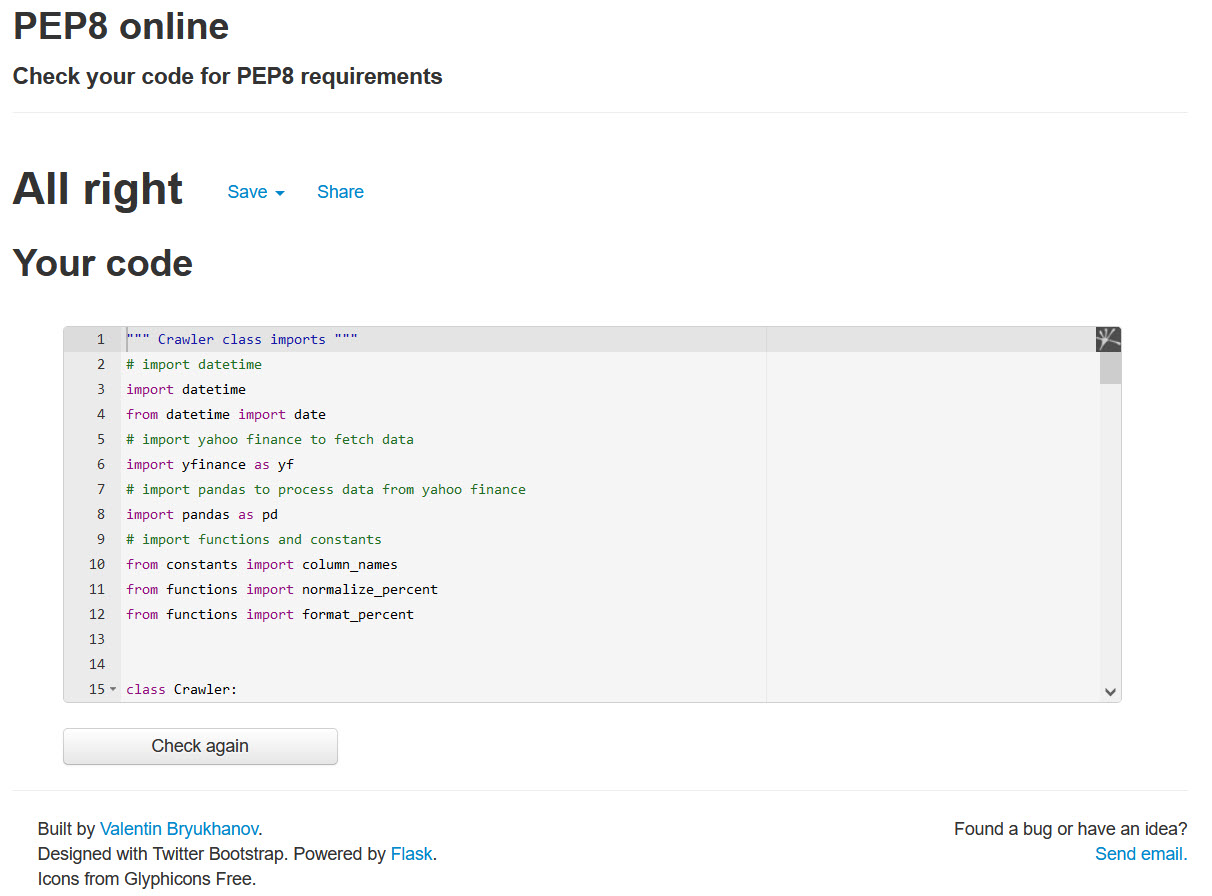 PEP8 online
Check your code for PEP8 requirements
All right Save Share
Your code
1 """ Crawler class imports """
2 # import datetime
3 import datetime
4 from datetime import date
5 # import yahoo finance to fetch data
6 import yfinance as yf
7 # import pandas to process data from yahoo finance
8 import pandas as pd
9 # import functions and constants
10 from constants import column_names
11 from functions import normalize_percent
12 from functions import format_percent
13
14
15 class Crawler:
Check again
Built by Valentin Bryukhanov. Found a bug or have an idea?
Designed with Twitter Bootstrap. Powered by Flask. Send email.
Icons from Glyphicons Free.